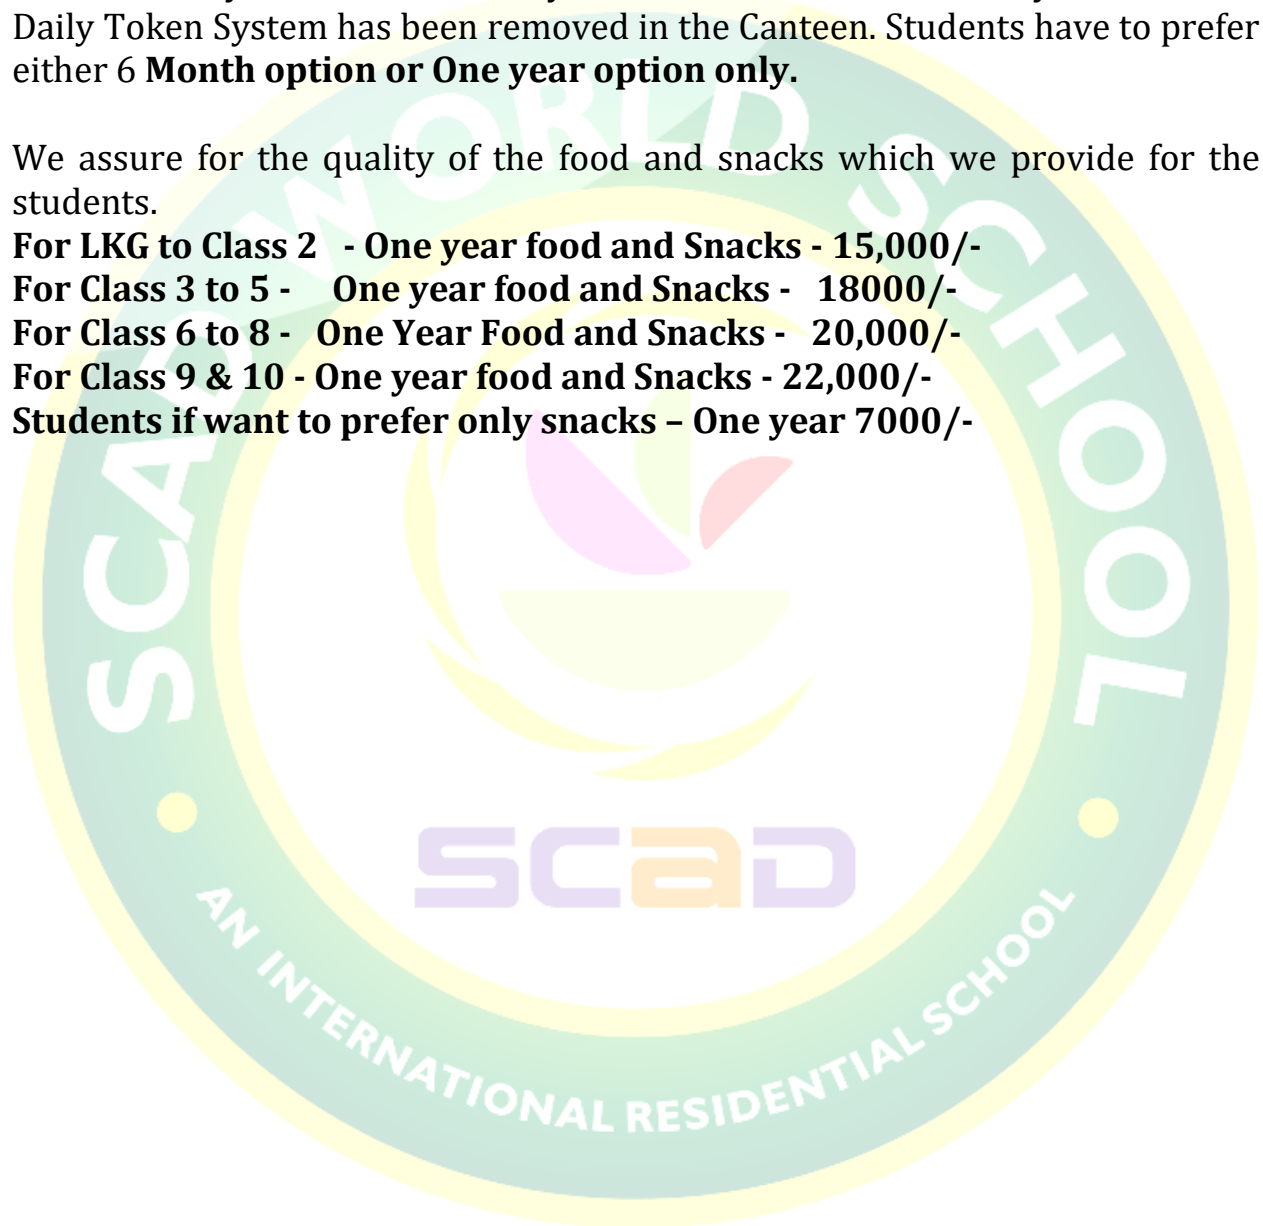 Daily Token System has been removed in the Canteen. Students have to prefer
either 6 Month option or One year option only.
We assure for the quality of the food and snacks which we provide for the
students.
For LKG to Class 2 - One year food and Snacks - 15,000/-
For Class 3 to 5 - One year food and Snacks - 18000/-
For Class 6 to 8 - One Year Food and Snacks - 20,000/-
For Class 9 & 10 - One year food and Snacks - 22,000/-
Students if want to prefer only snacks – One year 7000/-
SCAD WORLD SCHOOL
scaD
AN INTERNATIONAL RESIDENTIAL SCHOOL